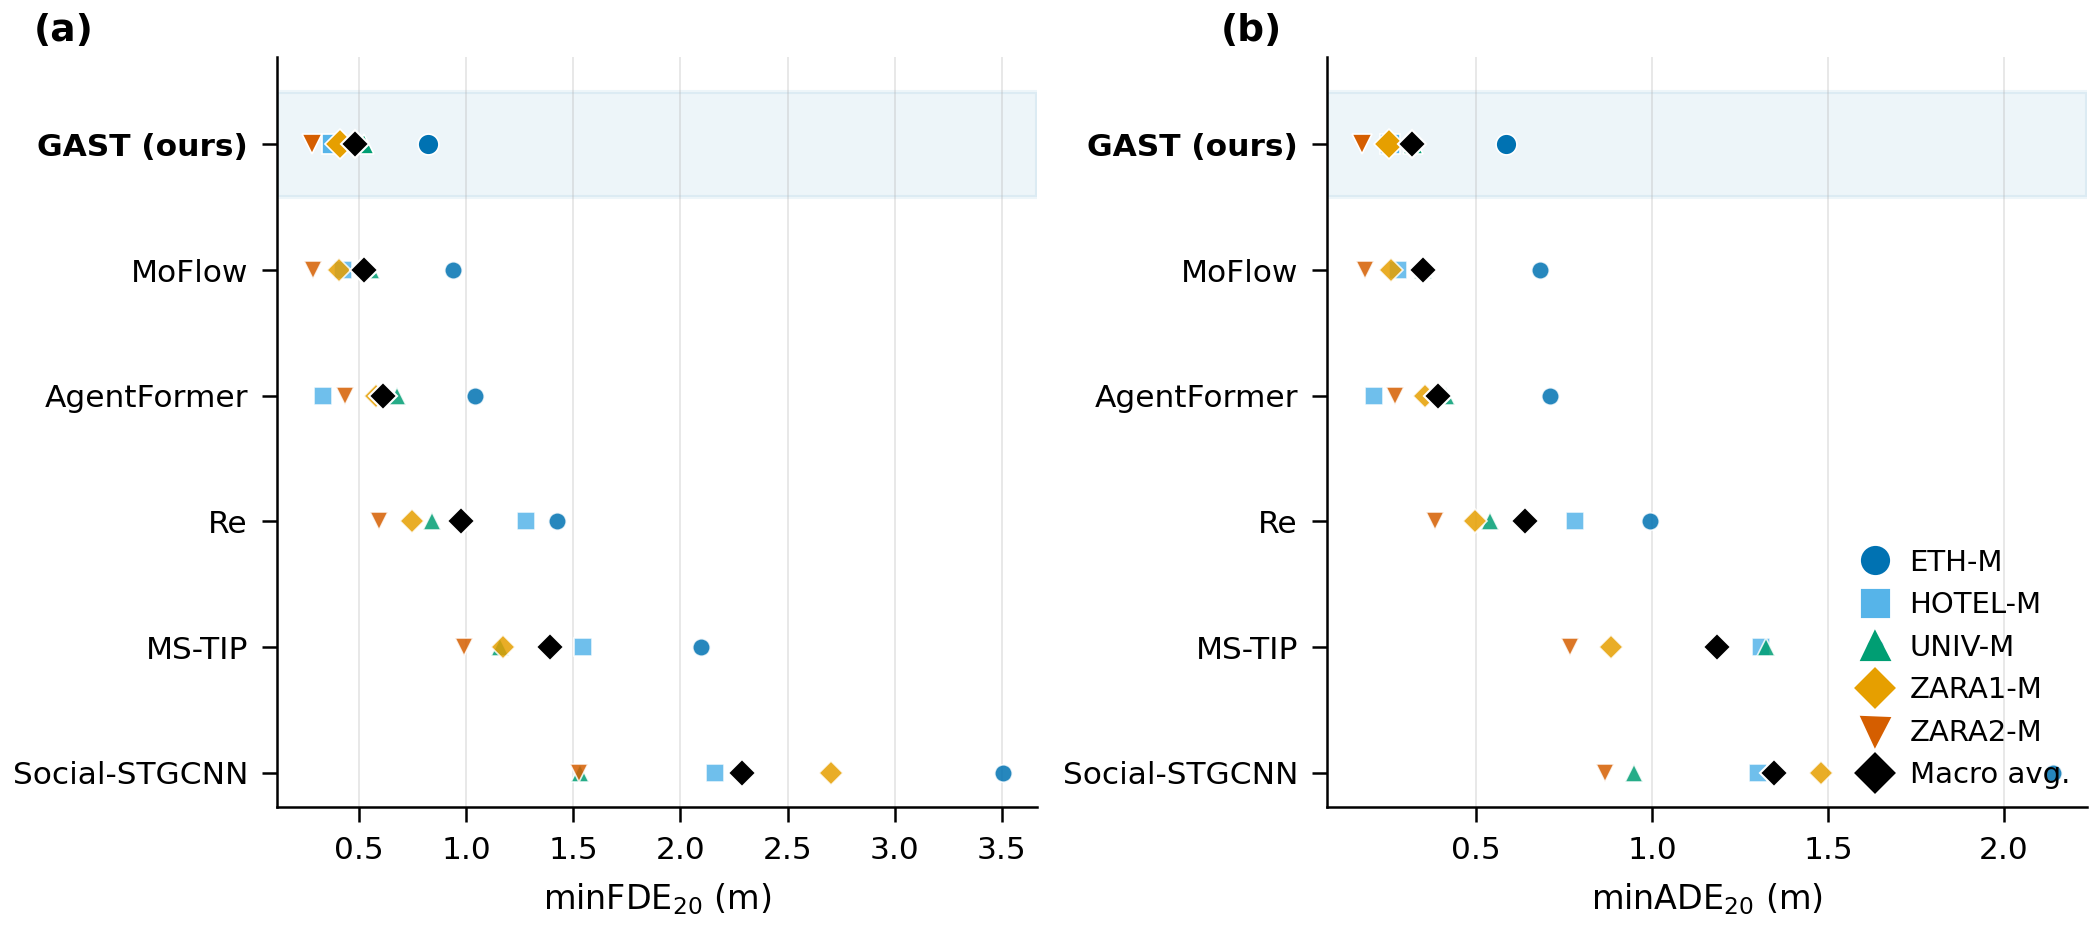 (a)
GAST (ours)
MoFlow
AgentFormer
Re
MS-TIP
Social-STGCNN
0.5 1.0 1.5 2.0 2.5 3.0 3.5
minFDE₂₀ (m)
(b)
GAST (ours)
MoFlow
AgentFormer
Re
MS-TIP
Social-STGCNN
ETH-M
HOTEL-M
UNIV-M
ZARA1-M
ZARA2-M
Macro avg.
0.5 1.0 1.5 2.0
minADE₂₀ (m)